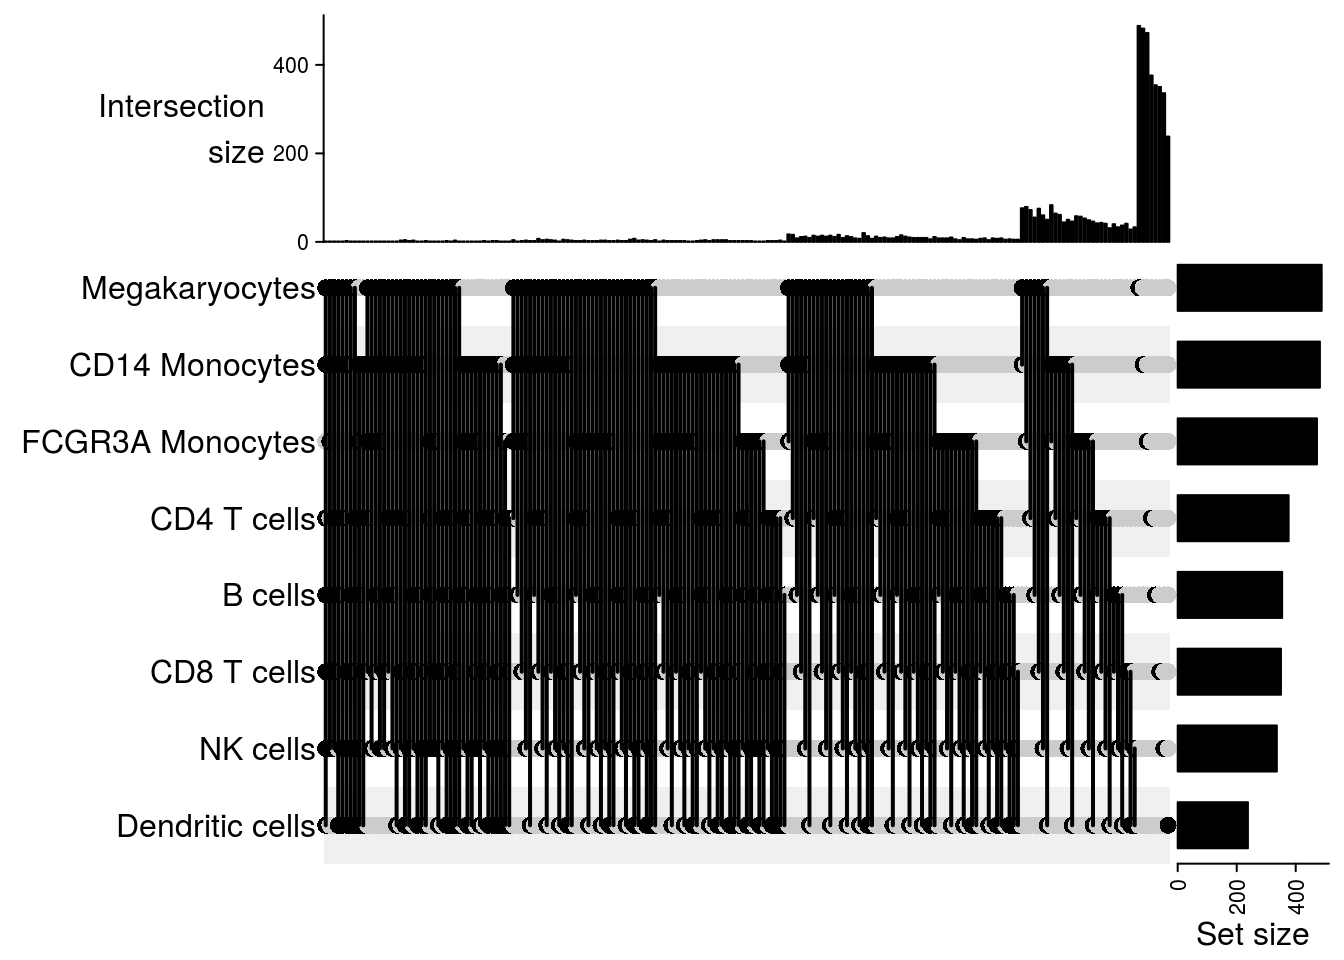 400
Intersection
size
200
0
Megakaryocytes
CD14 Monocytes
FCGR3A Monocytes
CD4 T cells
B cells
CD8 T cells
NK cells
Dendritic cells
0
200
400
Set size